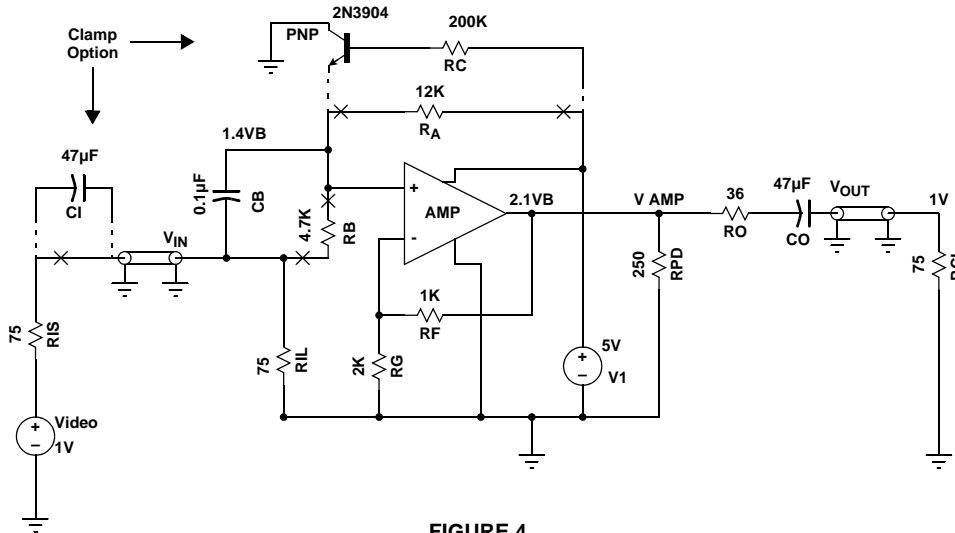 2N3904
PNP
200K
RC
Clamp
Option
12K
RA
1.4VB
47µF
CI
0.1µF
CB
4.7K
RB
+
AMP
-
2.1VB
V AMP
36
RO
47µF
CO
VOUT
1V
VIN
250
RPD
75
75
RIS
75
RIL
1K
RF
2K
RG
5V
+
−
V1
Video
+
−
1V
FIGURE 4